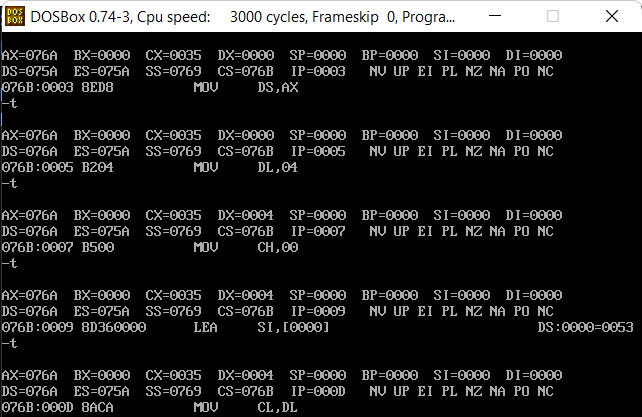 DOS BOX
DOSBox 0.74-3, Cpu speed: 3000 cycles, Frameskip 0, Progra...
AX=076A BX=0000 CX=0035 DX=0000 SP=0000 BP=0000 SI=0000 DI=0000
DS=075A ES=075A SS=0769 CS=076B IP=0003 NV UP EI PL NZ NA PO NC
076B:0003 8ED8 MOV DS,AX
-t
AX=076A BX=0000 CX=0035 DX=0000 SP=0000 BP=0000 SI=0000 DI=0000
DS=076A ES=075A SS=0769 CS=076B IP=0005 NV UP EI PL NZ NA PO NC
076B:0005 B204 MOV DL,04
-t
AX=076A BX=0000 CX=0035 DX=0004 SP=0000 BP=0000 SI=0000 DI=0000
DS=076A ES=075A SS=0769 CS=076B IP=0007 NV UP EI PL NZ NA PO NC
076B:0007 B500 MOV CH,00
-t
AX=076A BX=0000 CX=0035 DX=0004 SP=0000 BP=0000 SI=0000 DI=0000
DS=076A ES=075A SS=0769 CS=076B IP=0009 NV UP EI PL NZ NA PO NC
076B:0009 8D360000 LEA SI,[0000] DS:0000=0053
-t
AX=076A BX=0000 CX=0035 DX=0004 SP=0000 BP=0000 SI=0000 DI=0000
DS=076A ES=075A SS=0769 CS=076B IP=000D NV UP EI PL NZ NA PO NC
076B:000D 8ACA MOV CL,DL